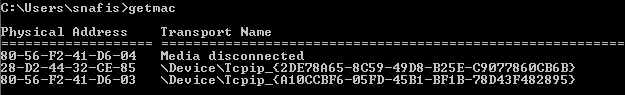 C:\Users\snafis>getmac
Physical Address    Transport Name
=================== ==========================================================
80-56-F2-41-D6-04   Media disconnected
28-D2-44-32-CE-85   \Device\Tcpip_{2DE78A65-8C59-49D8-B25E-C9077860CB6B}
80-56-F2-41-D6-03   \Device\Tcpip_{A10CCBF6-05FD-45B1-BF1B-78D43F482895}